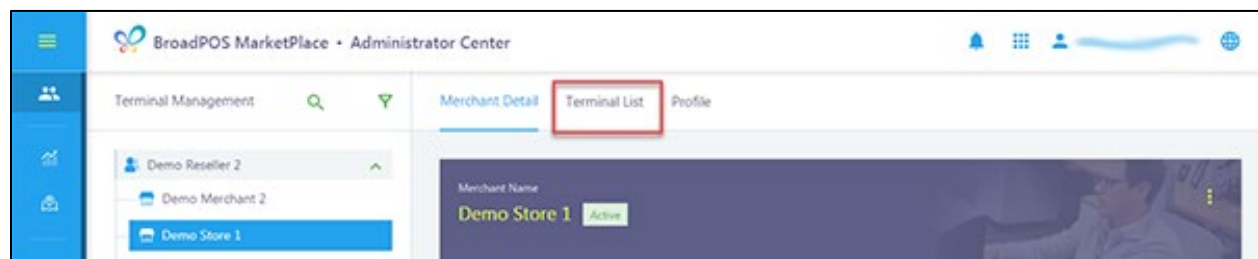 BroadPOS MarketPlace • Administrator Center
Terminal Management
Merchant Detail Terminal List Profile
Demo Reseller 2
Demo Merchant 2
Demo Store 1
Merchant Name
Demo Store 1 Active